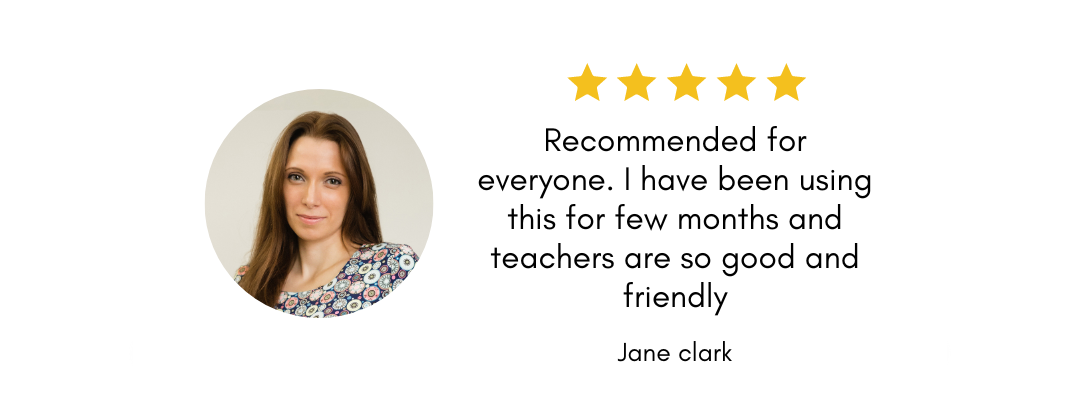 Recommended for
everyone. I have been using
this for few months and
teachers are so good and
friendly
Jane clark